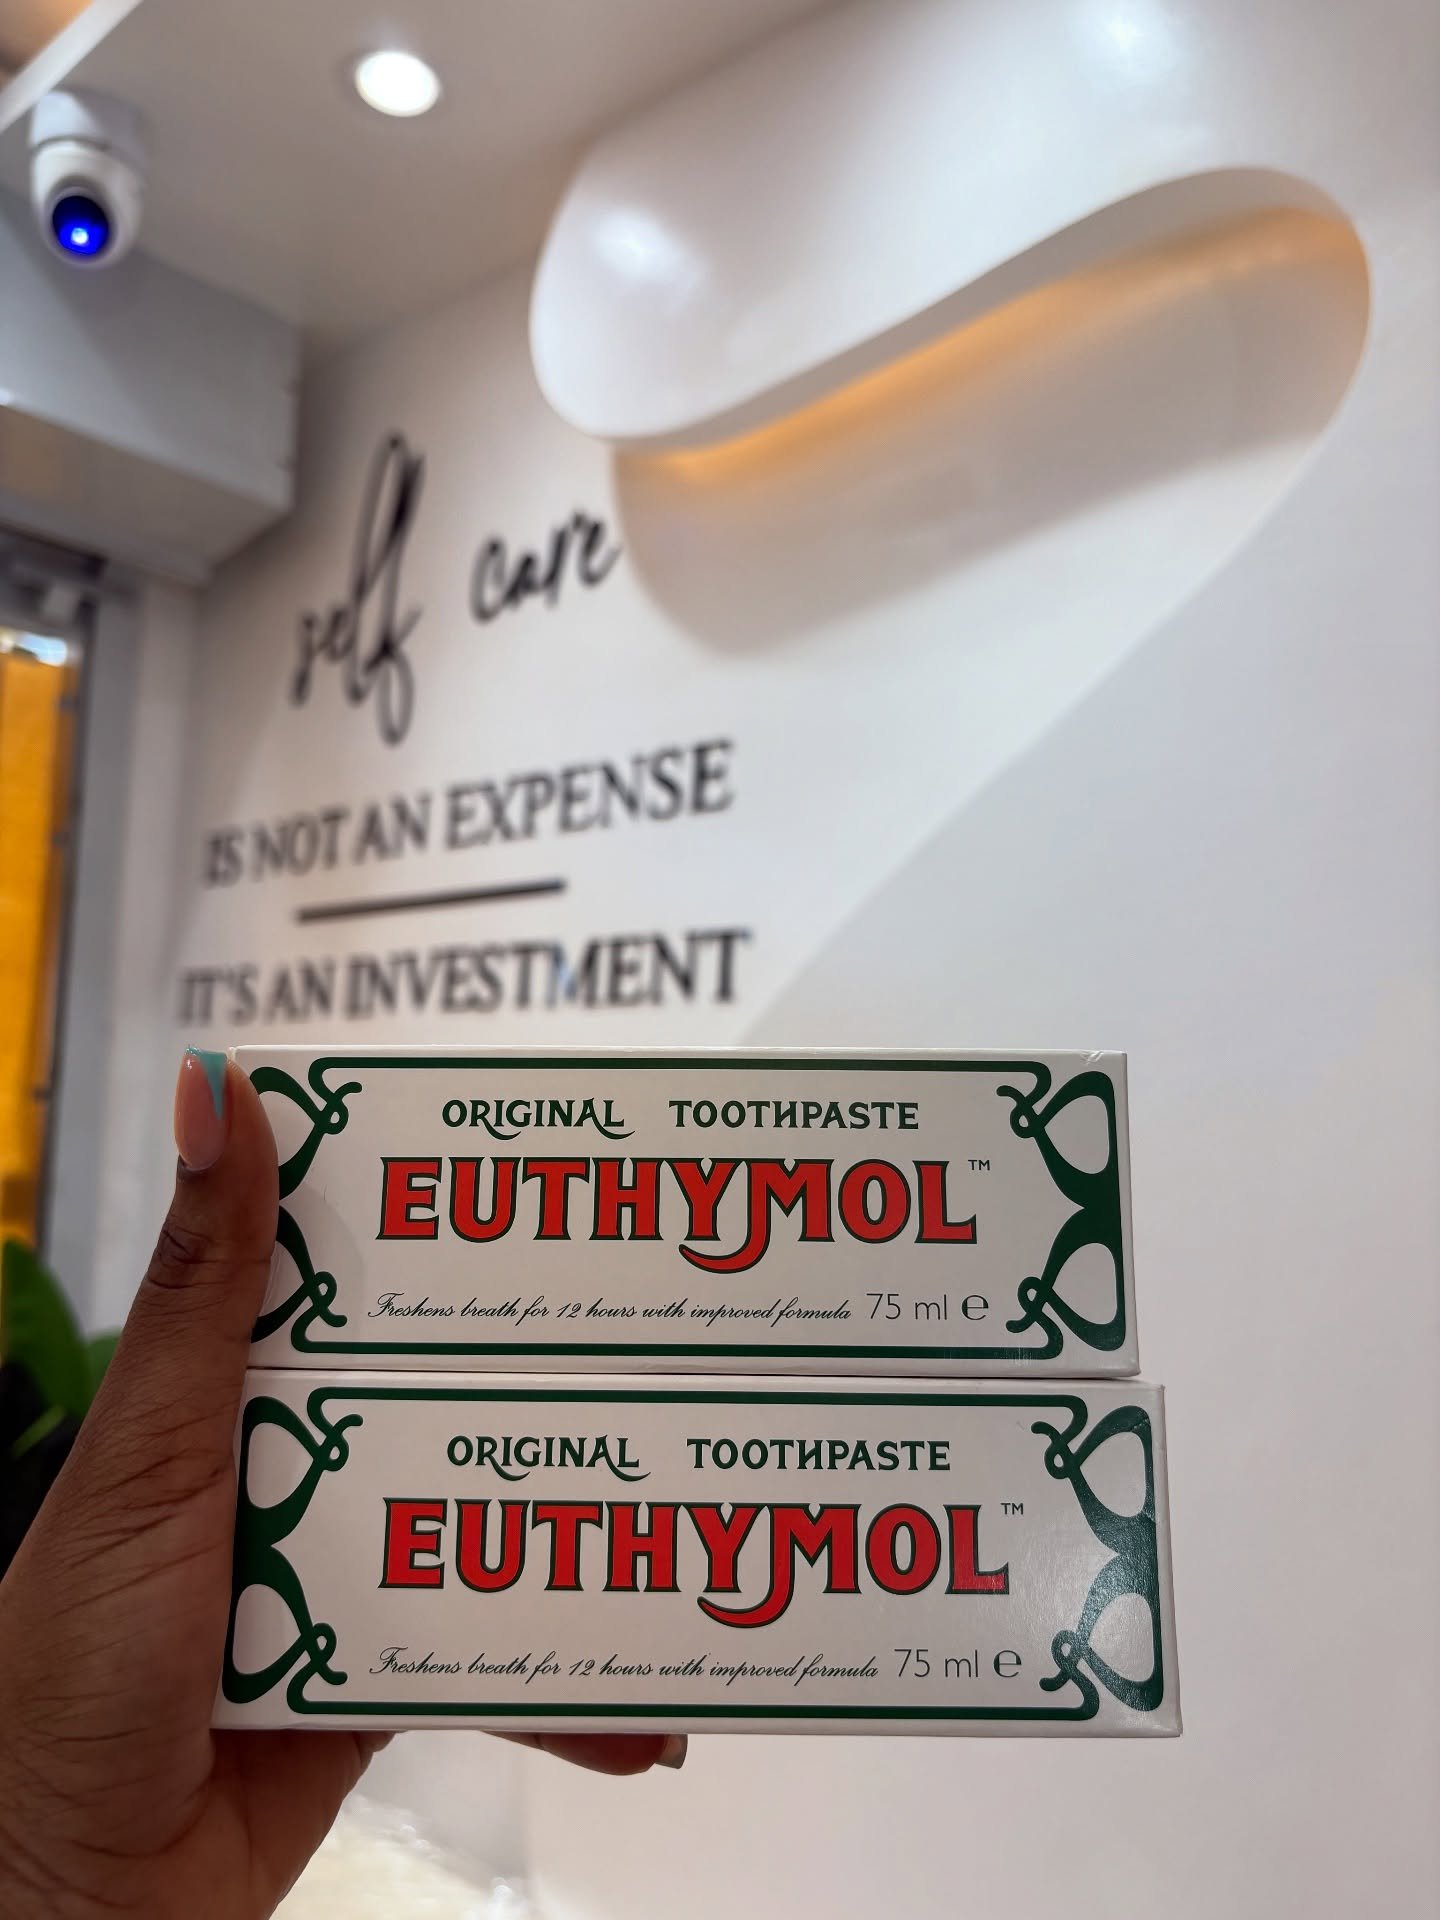 self care
IS NOT AN EXPENSE
IT'S AN INVESTMENT
ORIGINAL TOOTHPASTE
EUTHYMOL™
Freshens breath for 12 hours with improved formula 75 ml ℮
ORIGINAL TOOTHPASTE
EUTHYMOL™
Freshens breath for 12 hours with improved formula 75 ml ℮